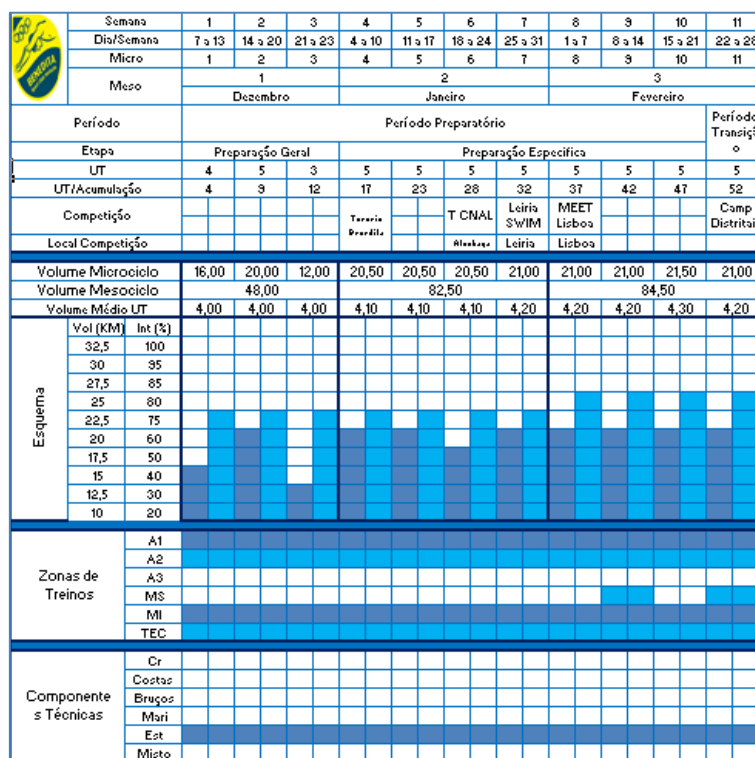 BENEDITA
Semana 1 2 3 4 5 6 7 8 9 10 11
Dia/Semana 7 a 13 14 a 20 21 a 23 4 a 10 11 a 17 18 a 24 25 a 31 1 a 7 8 a 14 15 a 21 22 a 28
Micro 1 2 3 4 5 6 7 8 9 10 11
Meso 1 2 3
Dezembro Janeiro Fevereiro
Período Período Preparatório Período Transiçã o
Etapa Preparação Geral Preparação Especifica
UT 4 5 3 5 5 5 5 5 5 5 5
UT/Acumulação 4 9 12 17 23 28 32 37 42 47 52
Competição T CNAL Leiria SWIM MEET Lisboa Camp Distritai
Local Competição Leiria Lisboa
Volume Microciclo 16,00 20,00 12,00 20,50 20,50 20,50 21,00 21,00 21,00 21,50 21,00
Volume Mesociclo 48,00 82,50 84,50
Volume Médio UT 4,00 4,00 4,00 4,10 4,10 4,10 4,20 4,20 4,20 4,30 4,20
Esquema
Vol (KM) Int (%)
32,5 100
30 95
27,5 85
25 80
22,5 75
20 60
17,5 50
15 40
12,5 30
10 20
Zonas de Treinos
A1
A2
A3
MS
MI
TEC
Componente s Técnicas
Cr
Costas
Bruços
Mari
Est
Misto